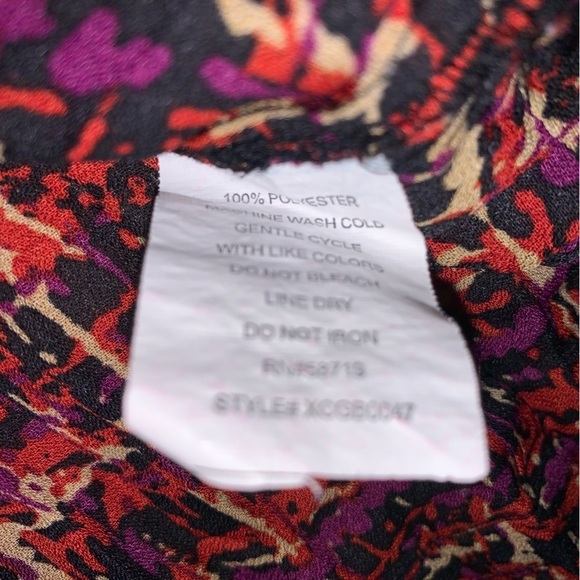 100% POLYESTER
MACHINE WASH COLD
GENTLE CYCLE
WITH LIKE COLORS
DO NOT BLEACH
LINE DRY
DO NOT IRON
STYLE#